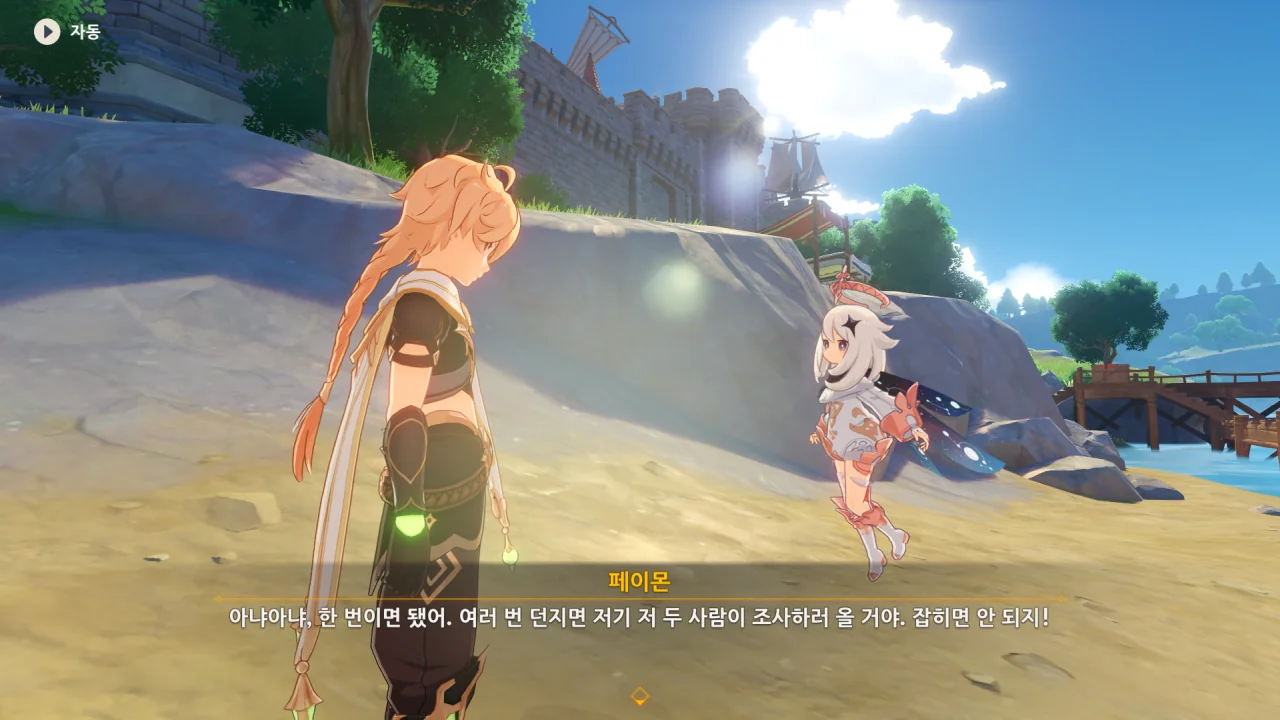 자동
페이몬
아냐아냐, 한 번이면 됐어. 여러 번 던지면 저기 저 두 사람이 조사하러 올 거야. 잡히면 안 되지!